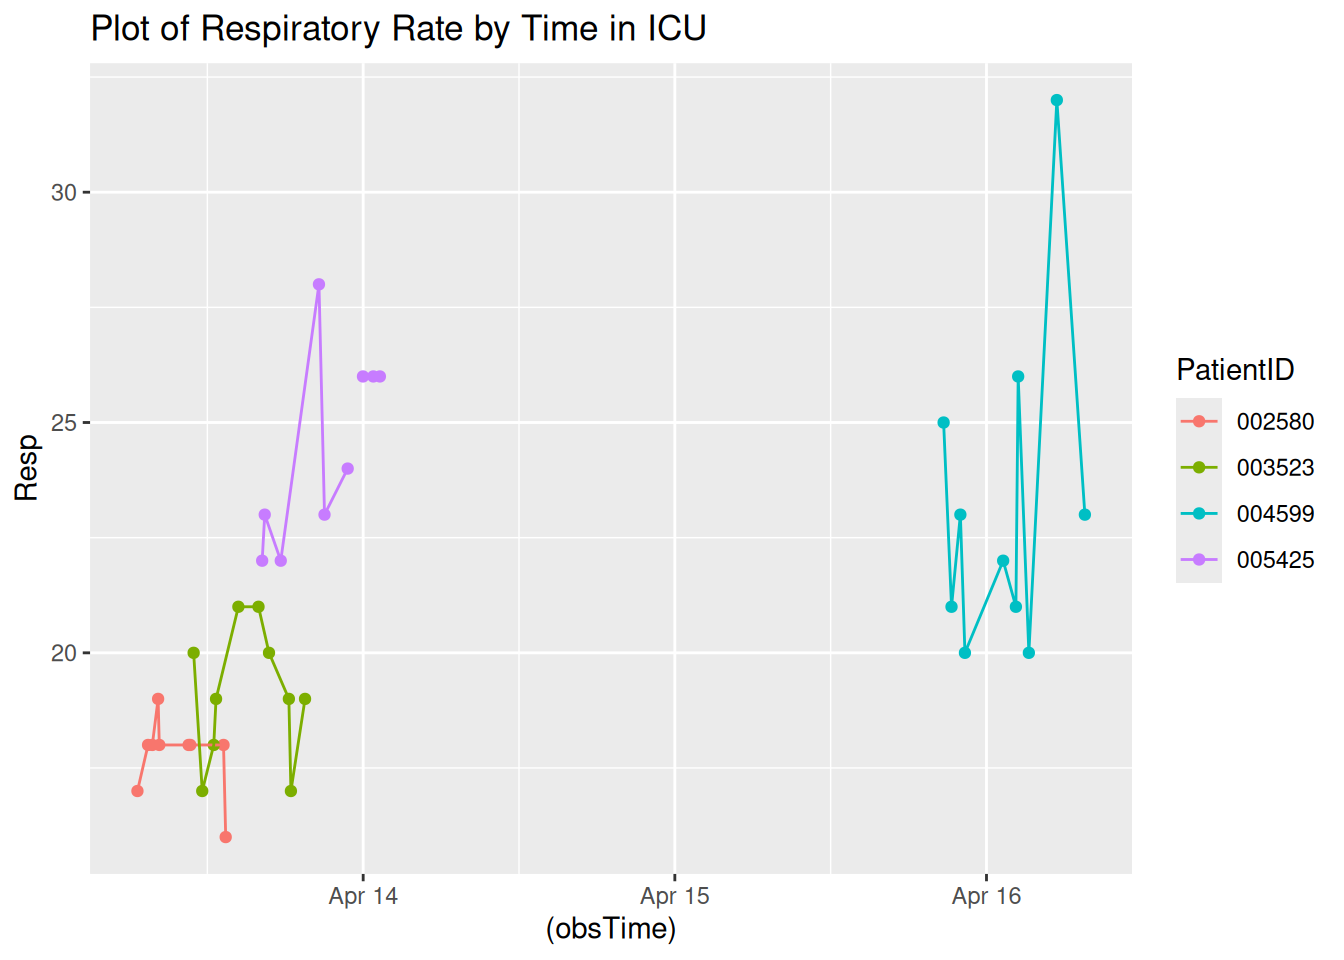 Plot of Respiratory Rate by Time in ICU
Resp
30
25
20
Apr 14
Apr 15
Apr 16
(obsTime)
PatientID
002580
003523
004599
005425